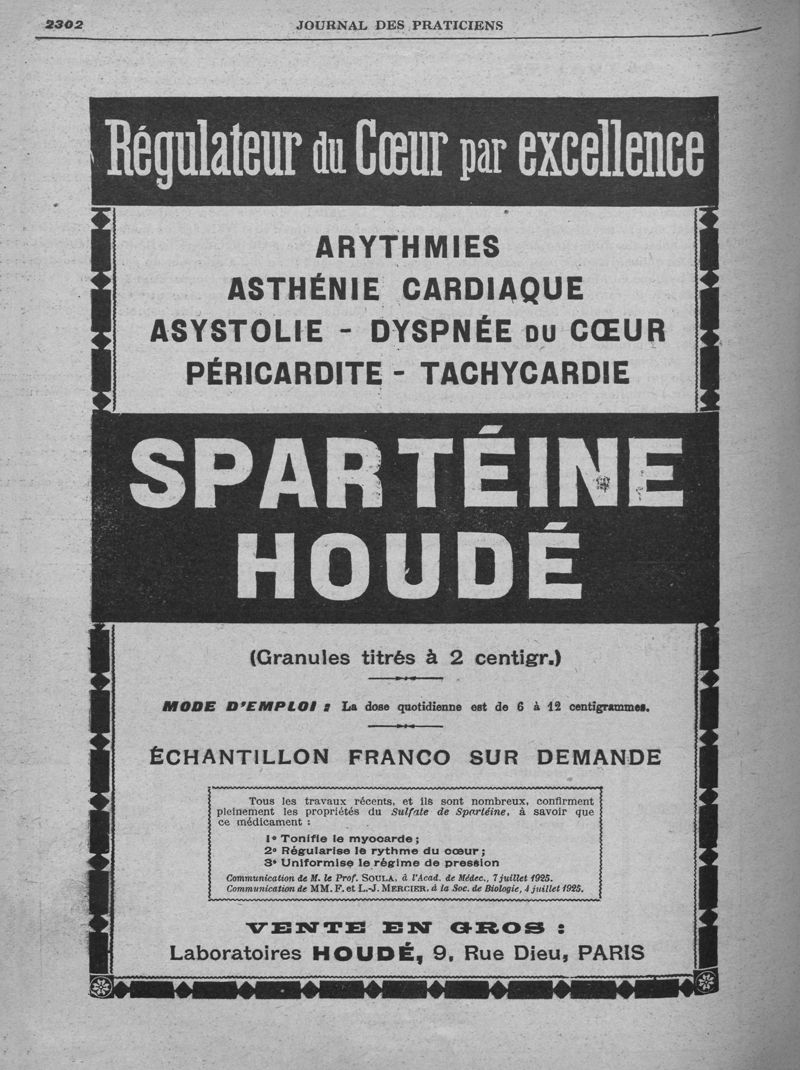 2302
JOURNAL DES PRATICIENS
Régulateur du Cœur par excellence
ARYTHMIES
ASTHÉNIE CARDIAQUE
ASYSTOLIE - DYSPNÉE DU CŒUR
PÉRICARDITE - TACHYCARDIE
SPARTÉINE
HOUDÉ
(Granules titrés à 2 centigr.)
MODE D'EMPLOI : La dose quotidienne est de 6 à 12 centigrammes.
ÉCHANTILLON FRANCO SUR DEMANDE
Tous les travaux récents, et ils sont nombreux, confirment
pleinement les propriétés du Sulfate de Spartéine, à savoir que
ce médicament :
1° Tonifie le myocarde ;
2° Régularise le rythme du cœur ;
3° Uniformise le régime de pression
Communication de M. le Prof. SOULA, à l'Acad. de Médec., 7 juillet 1925.
Communication de MM. F. et L.-J. MERCIER, à la Soc. de Biologie, 4 juillet 1925.
VENTE EN GROS :
Laboratoires HOUDÉ, 9, Rue Dieu, PARIS